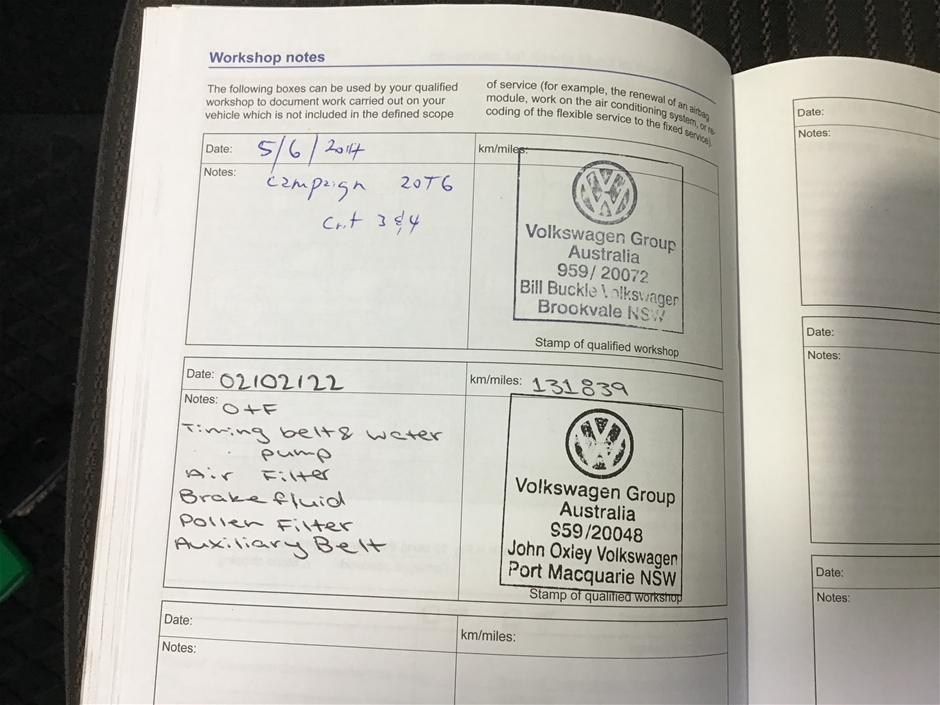 Workshop notes
The following boxes can be used by your qualified
workshop to document work carried out on your
vehicle which is not included in the defined scope
of service (for example, the renewal of an airbag
module, work on the air conditioning system, or re-
coding of the flexible service to the fixed service).
Date: 5/6/2014
km/miles:
Notes:
Campaign 20T6
Crit 3 & 4
Volkswagen Group
Australia
959/20072
Bill Buckle Volkswagen
Brookvale NSW
Stamp of qualified workshop
Date: 02/02/22
km/miles: 131839
Notes:
O+F
Timing belt & water
pump
Air Filter
Brake fluid
Pollen Filter
Auxiliary Belt
Volkswagen Group
Australia
959/20048
John Oxley Volkswagen
Port Macquarie NSW
Stamp of qualified workshop
Date:
km/miles:
Notes:
Date:
Notes:
Date:
Notes:
Date:
Notes: